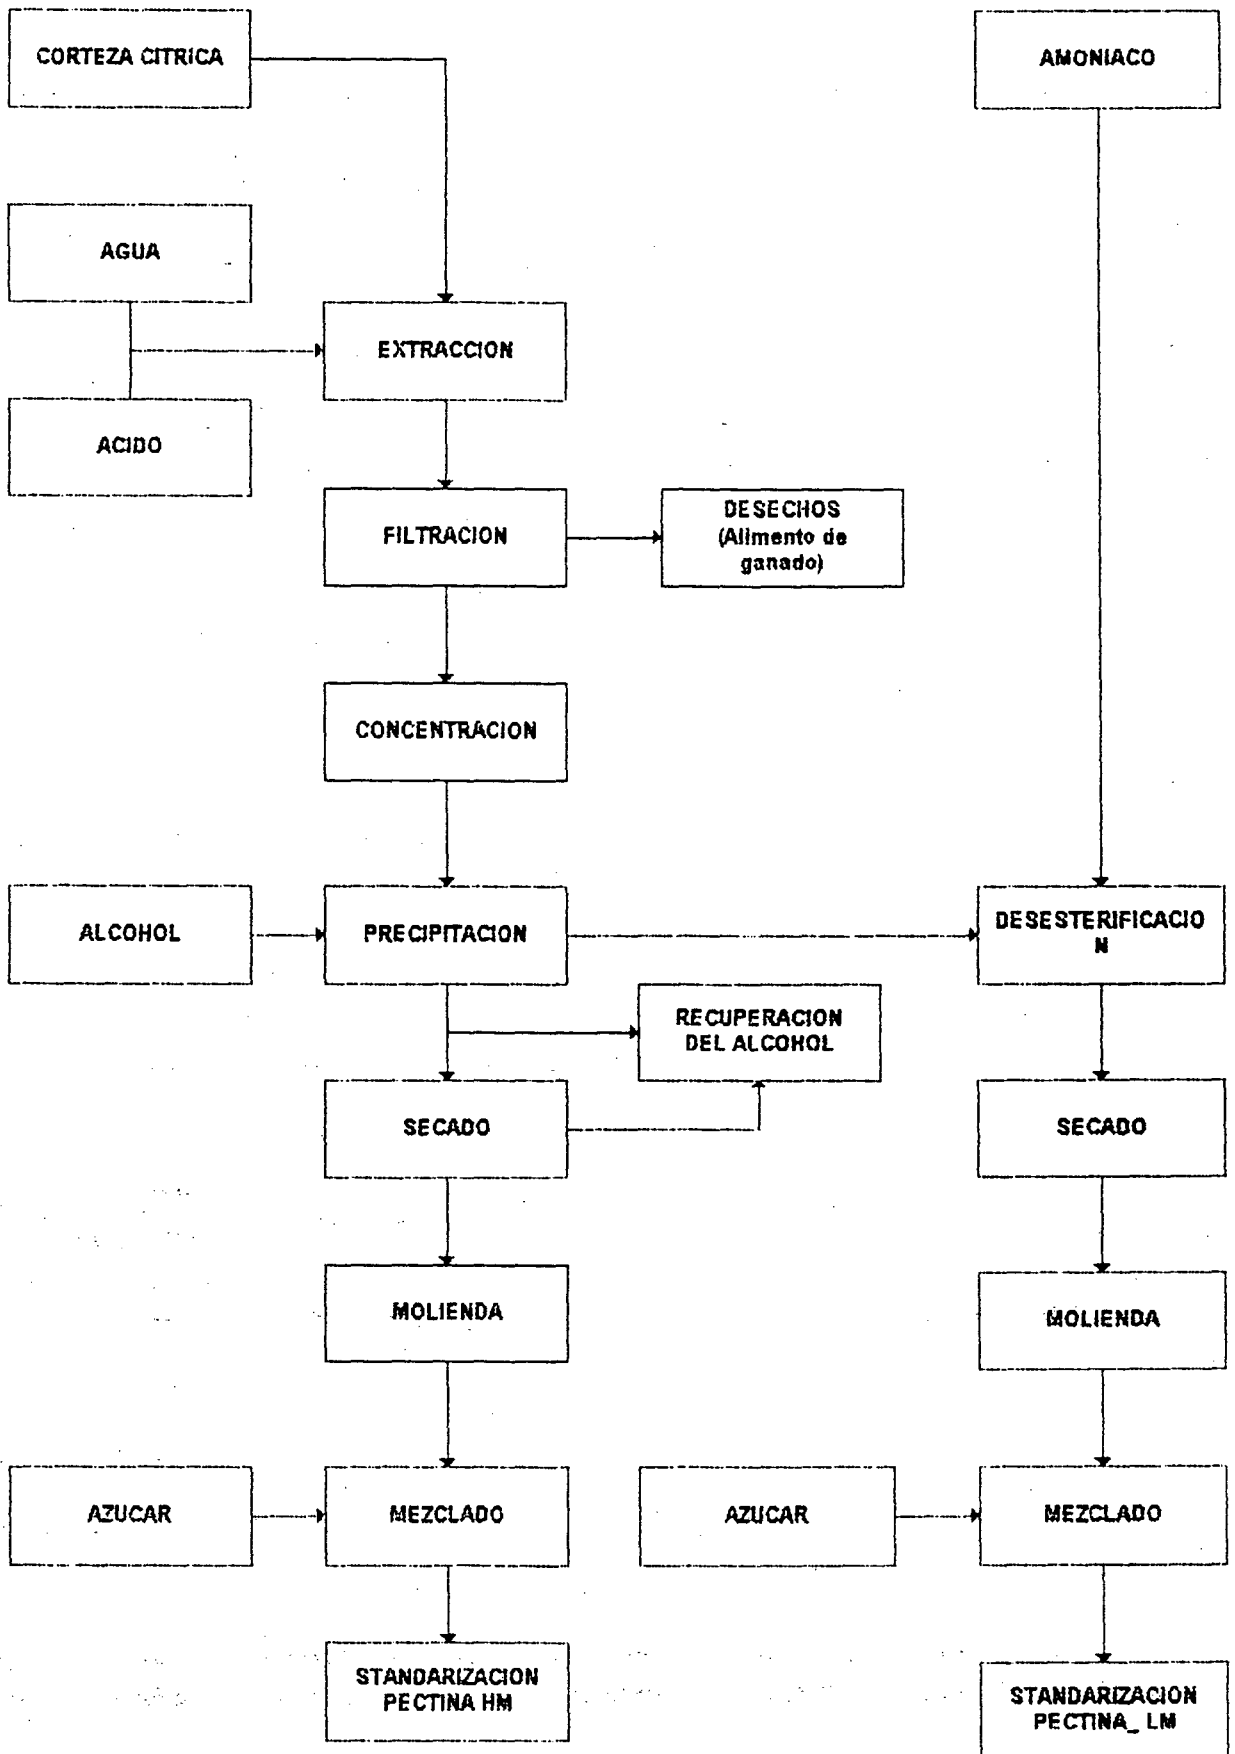 CORTEZA CITRICA
AMONIACO
AGUA
EXTRACCION
ACIDO
FILTRACION
DESECHOS
(Alimento de
ganado)
CONCENTRACION
ALCOHOL
PRECIPITACION
DESESTERIFICACIO
N
RECUPERACION
DEL ALCOHOL
SECADO
SECADO
MOLIENDA
MOLIENDA
AZUCAR
MEZCLADO
AZUCAR
MEZCLADO
STANDARIZACION
PECTINA HM
STANDARIZACION
PECTINA_ LM